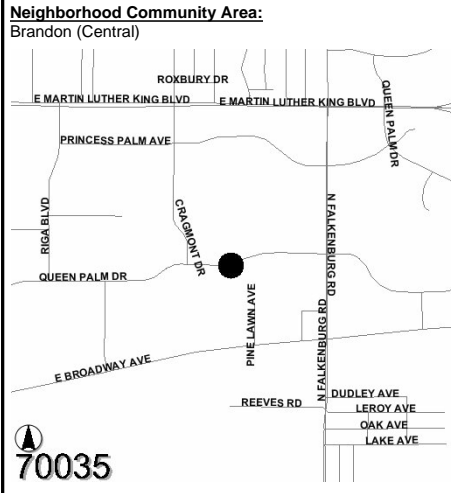 Neighborhood Community Area:
Brandon (Central)
ROXBURY DR
E MARTIN LUTHER KING BLVD
E MARTIN LUTHER KING BLVD
QUEEN PALM DR
PRINCESS PALM AVE
RIGA BLVD
CRAGMONT DR
N FALKENBURG RD
QUEEN PALM DR
PINE LAWN AVE
N FALKENBURG RD
E BROADWAY AVE
REEVES RD
DUDLEY AVE
LEROY AVE
OAK AVE
LAKE AVE
70035